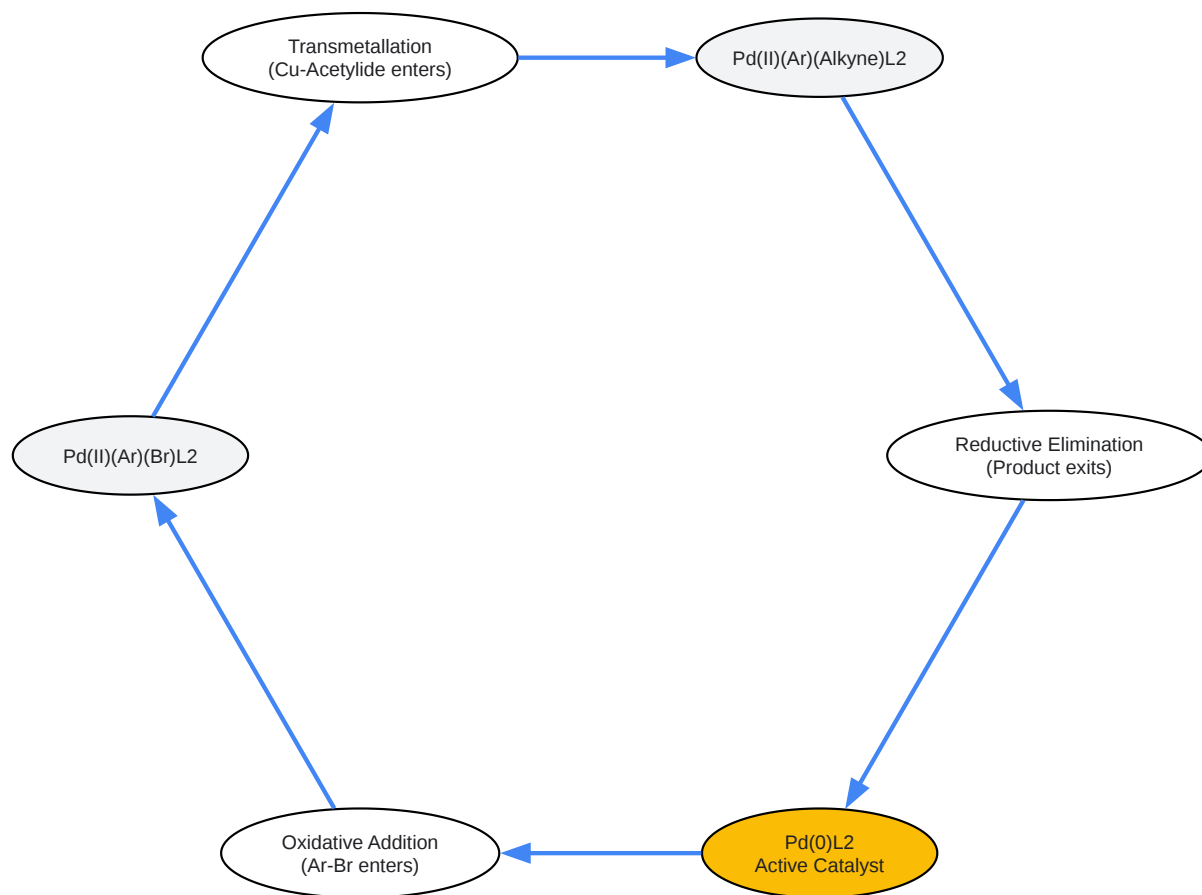 Transmetallation
(Cu-Acetylide enters)
Pd(II)(Ar)(Alkyne)L2
Pd(II)(Ar)(Br)L2
Reductive Elimination
(Product exits)
Oxidative Addition
(Ar-Br enters)
Pd(0)L2
Active Catalyst